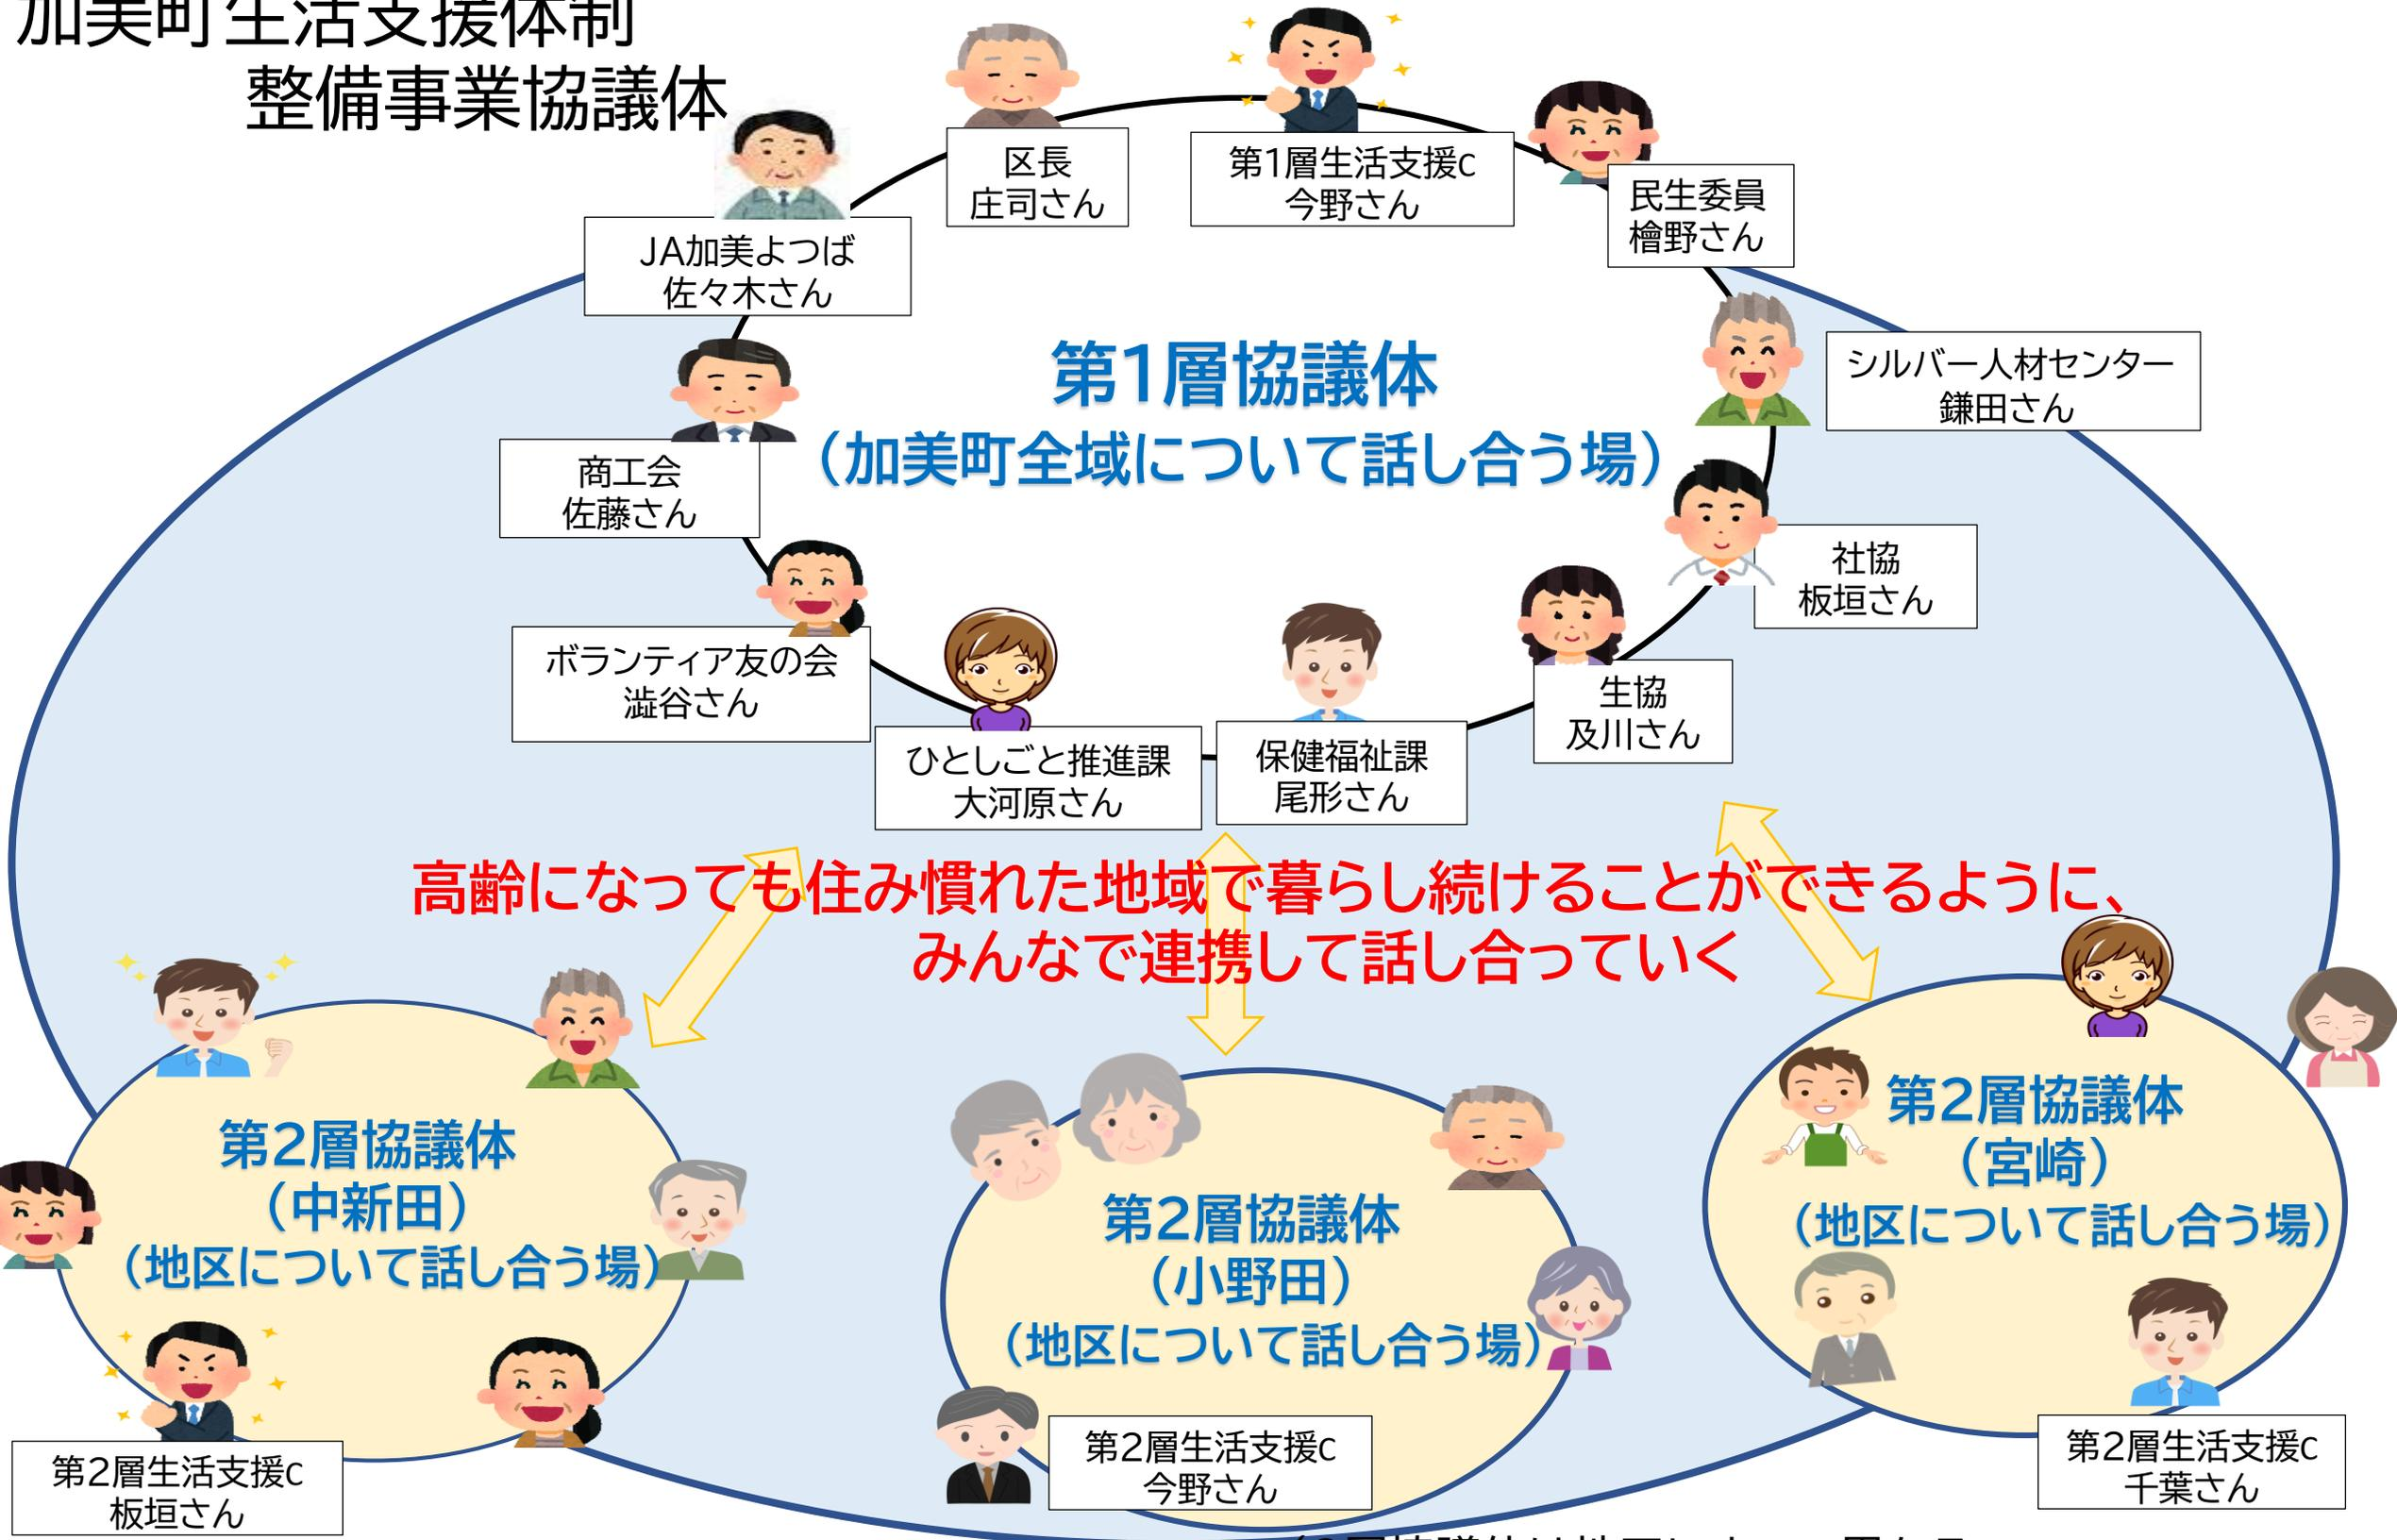 加美町生活支援体制
整備事業協議体
区長
庄司さん
第1層生活支援C
今野さん
民生委員
檜野さん
JA加美よつば
佐々木さん
シルバー人材センター
鎌田さん
第1層協議体
（加美町全域について話し合う場）
商工会
佐藤さん
社協
板垣さん
ボランティア友の会
澁谷さん
生協
及川さん
ひとしごと推進課
大河原さん
保健福祉課
尾形さん
高齢になっても住み慣れた地域で暮らし続けることができるように、
みんなで連携して話し合っていく
第2層協議体
（中新田）
（地区について話し合う場）
第2層生活支援C
板垣さん
第2層協議体
（小野田）
（地区について話し合う場）
第2層生活支援C
今野さん
第2層協議体
（宮崎）
（地区について話し合う場）
第2層生活支援C
千葉さん